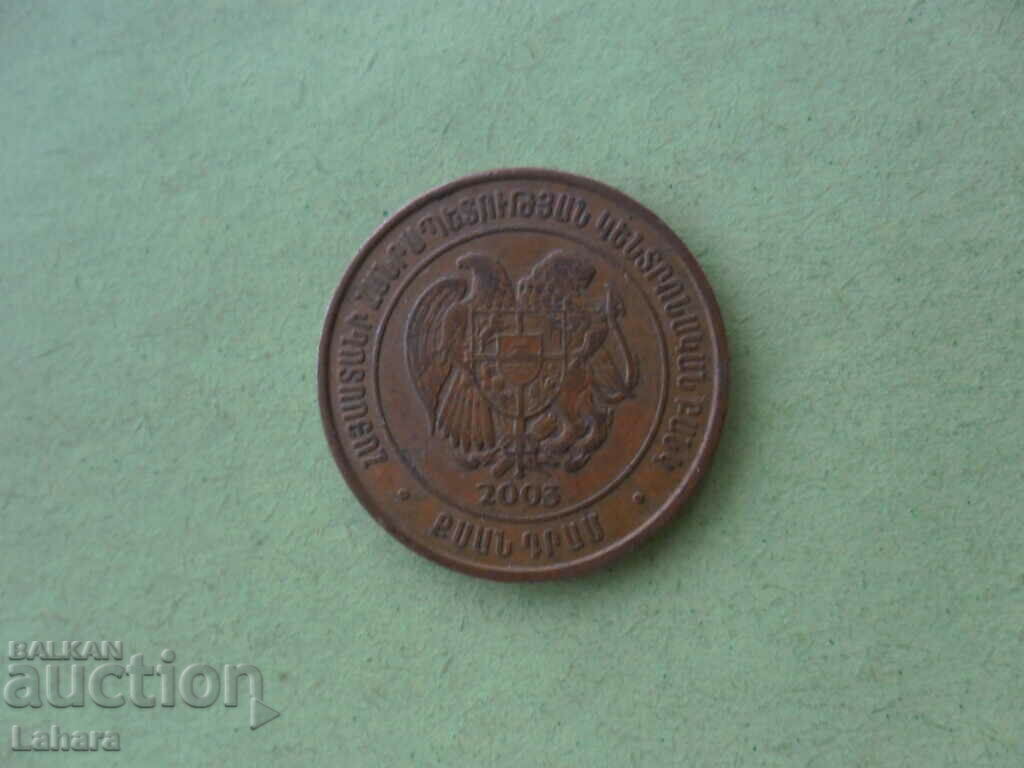 ՀԱՅԱՍՏԱՆԻ ՀԱՆՐԱՊԵՏՈՒԹՅԱՆ ԿԵՆՏՐՈՆԱԿԱՆ ԲԱՆԿ
2003
ՔՍԱՆ ԴՐԱՄ
BALKAN
auction
Lahara